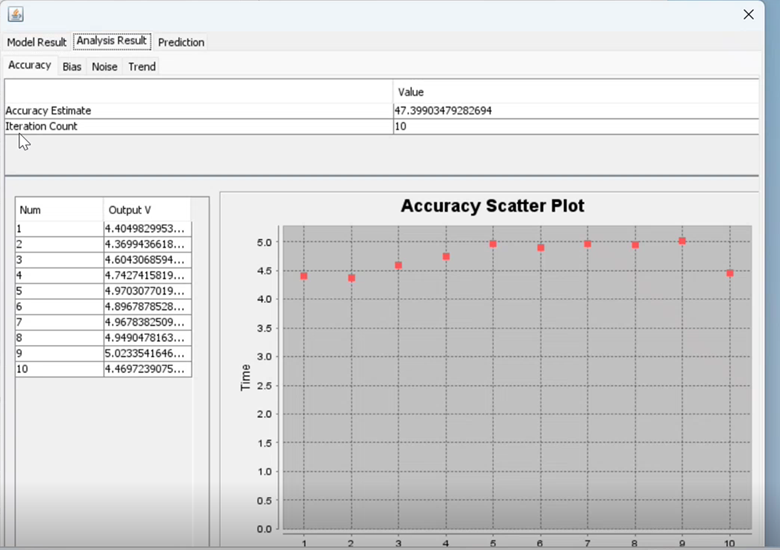 Model Result Analysis Result Prediction
Accuracy Bias Noise Trend
Value
Accuracy Estimate 47.39903479282694
Iteration Count 10
Num Output V
1 4.4049829953...
2 4.3699436618...
3 4.6043068594...
4 4.7427415819...
5 4.9703077019...
6 4.8967878528...
7 4.9678382509...
8 4.9490478163...
9 5.0233541646...
10 4.4697239075...
Accuracy Scatter Plot
5.0
4.5
4.0
3.5
3.0
2.5
2.0
1.5
1.0
0.5
0.0
Time
1 2 3 4 5 6 7 8 9 10